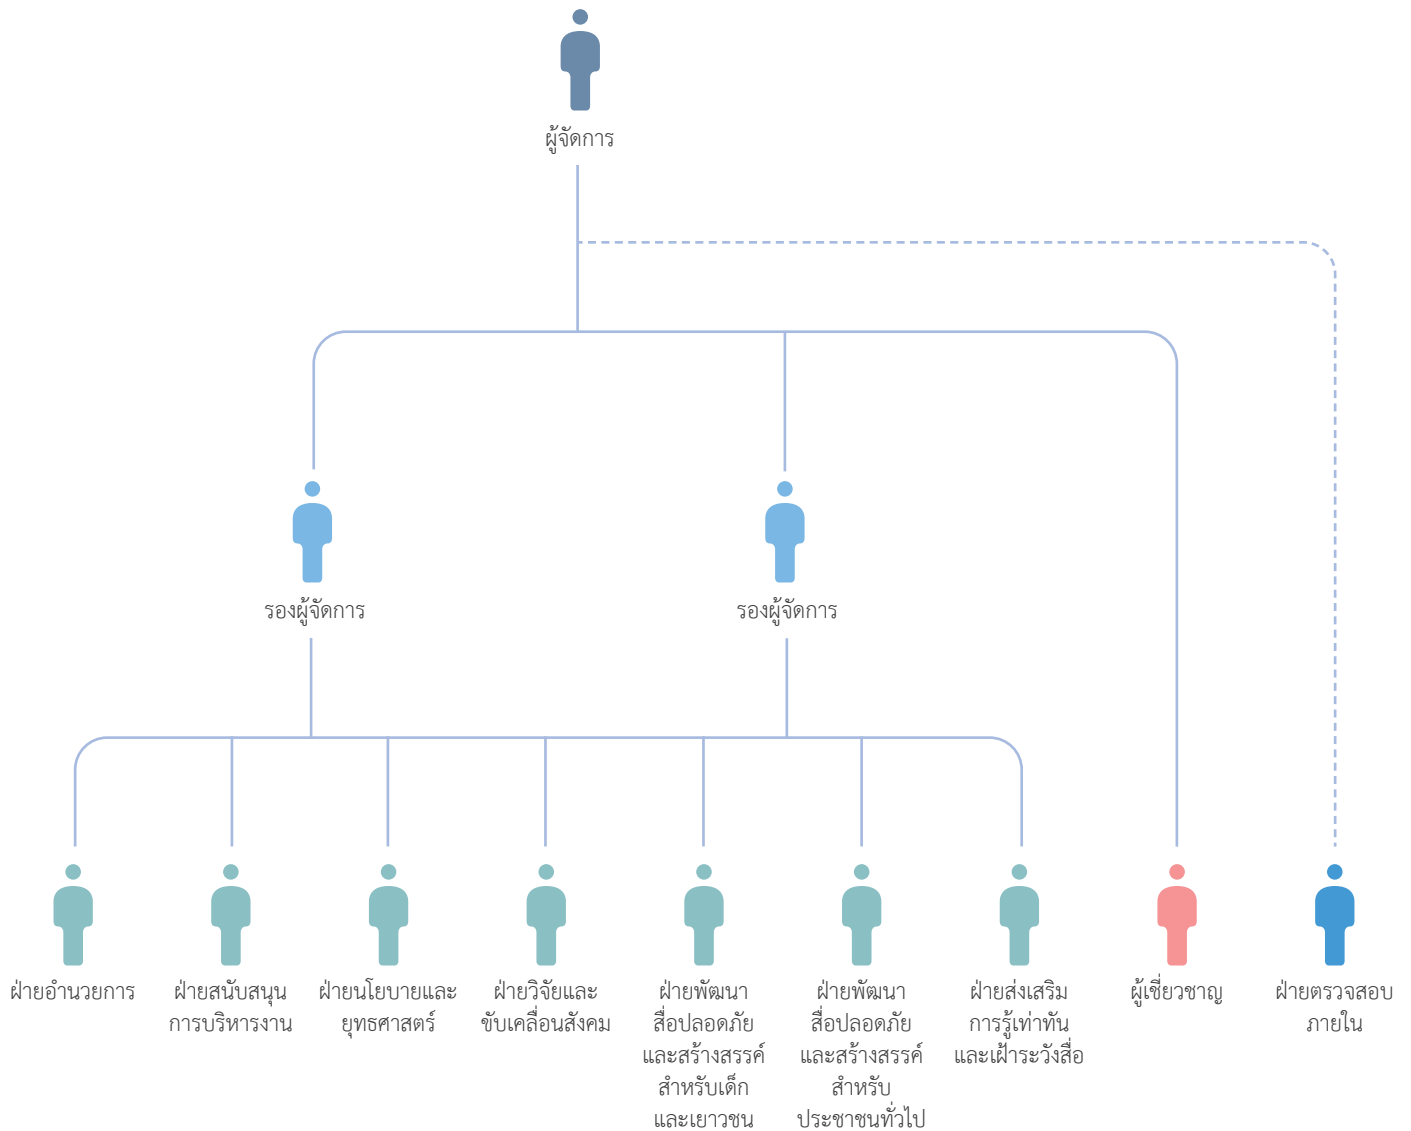 ผู้จัดการ
รองผู้จัดการ
รองผู้จัดการ
ฝ่ายอำนวยการ
ฝ่ายสนับสนุน
การบริหารงาน
ฝ่ายนโยบายและ
ยุทธศาสตร์
ฝ่ายวิจัยและ
ขับเคลื่อนสังคม
ฝ่ายพัฒนา
สื่อปลอดภัย
และสร้างสรรค์
สำหรับเด็ก
และเยาวชน
ฝ่ายพัฒนา
สื่อปลอดภัย
และสร้างสรรค์
สำหรับ
ประชาชนทั่วไป
ฝ่ายส่งเสริม
การรู้เท่าทัน
และเฝ้าระวังสื่อ
ผู้เชี่ยวชาญ
ฝ่ายตรวจสอบ
ภายใน